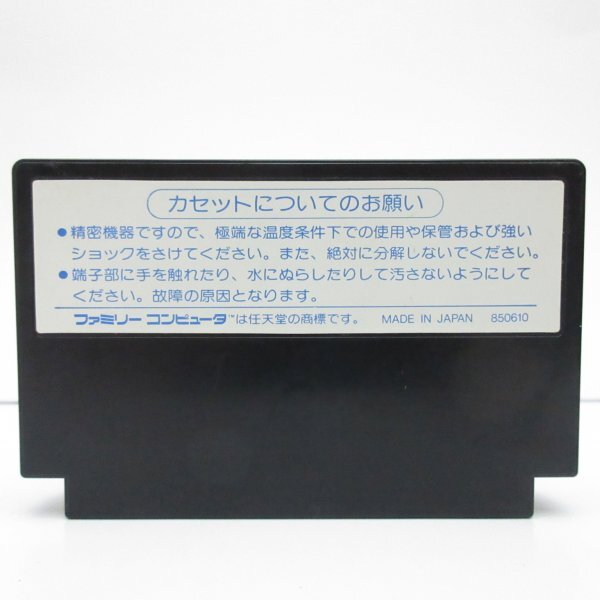 カセットについてのお願い
●精密機器ですので、極端な温度条件下での使用や保管および強い
ショックをさけてください。また、絶対に分解しないでください。
●端子部に手を触れたり、水にぬらしたりして汚さないようにして
ください。故障の原因となります。
ファミリー コンピュータ™は任天堂の商標です。 MADE IN JAPAN 850610